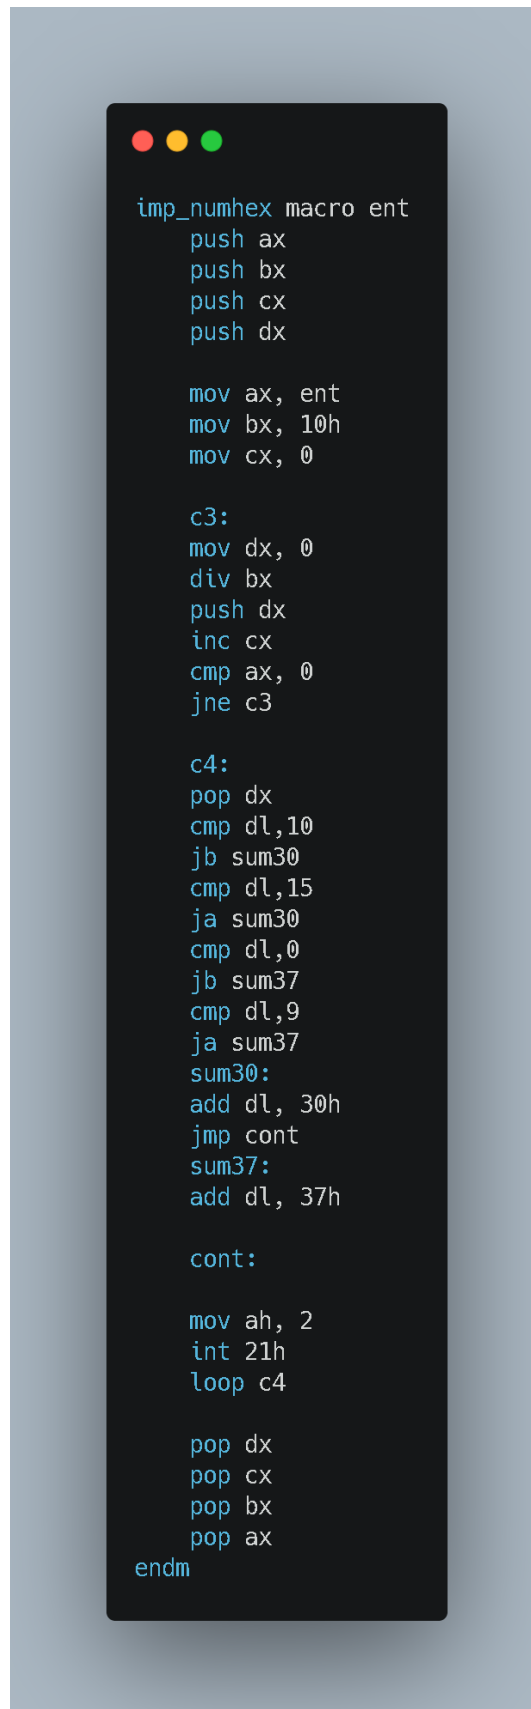 imp_numhex macro ent
    push ax
    push bx
    push cx
    push dx

    mov ax, ent
    mov bx, 10h
    mov cx, 0

    c3:
    mov dx, 0
    div bx
    push dx
    inc cx
    cmp ax, 0
    jne c3

    c4:
    pop dx
    cmp dl,10
    jb sum30
    cmp dl,15
    ja sum30
    cmp dl,0
    jb sum37
    cmp dl,9
    ja sum37
    sum30:
    add dl, 30h
    jmp cont
    sum37:
    add dl, 37h

    cont:

    mov ah, 2
    int 21h
    loop c4

    pop dx
    pop cx
    pop bx
    pop ax
endm